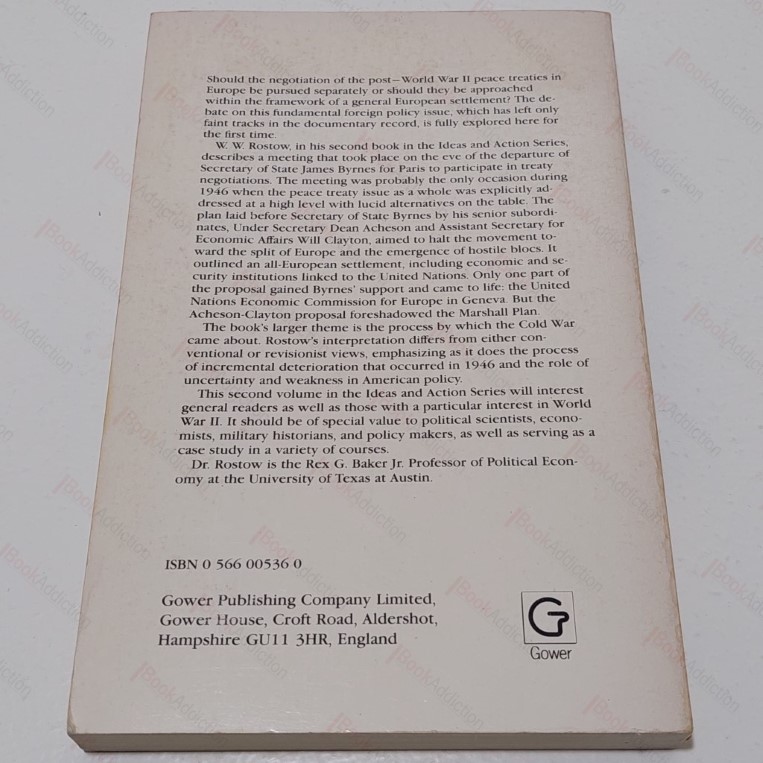 Should the negotiation of the post–World War II peace treaties in
Europe be pursued separately or should they be approached
within the framework of a general European settlement? The de-
bate on this fundamental foreign policy issue, which has left only
faint tracks in the documentary record, is fully explored here for
the first time.
W. W. Rostow, in his second book in the Ideas and Action Series,
describes a meeting that took place on the eve of the departure of
Secretary of State James Byrnes for Paris to participate in treaty
negotiations. The meeting was probably the only occasion during
1946 when the peace treaty issue as a whole was explicitly ad-
dressed at a high level with lucid alternatives on the table. The
plan laid before Secretary of State Byrnes by his senior subordi-
nates, Under Secretary Dean Acheson and Assistant Secretary for
Economic Affairs Will Clayton, aimed to halt the movement to-
ward the split of Europe and the emergence of hostile blocs. It
outlined an all-European settlement, including economic and se-
curity institutions linked to the United Nations. Only one part of
the proposal gained Byrnes' support and came to life: the United
Nations Economic Commission for Europe in Geneva. But the
Acheson-Clayton proposal foreshadowed the Marshall Plan.
The book's larger theme is the process by which the Cold War
came about. Rostow's interpretation differs from either con-
ventional or revisionist views, emphasizing as it does the process
of incremental deterioration that occurred in 1946 and the role of
uncertainty and weakness in American policy.
This second volume in the Ideas and Action Series will interest
general readers as well as those with a particular interest in World
War II. It should be of special value to political scientists, econo-
mists, military historians, and policy makers, as well as serving as a
case study in a variety of courses.
Dr. Rostow is the Rex G. Baker Jr. Professor of Political Econ-
omy at the University of Texas at Austin.
ISBN 0 566 00536 0
Gower Publishing Company Limited,
Gower House, Croft Road, Aldershot,
Hampshire GU11 3HR, England
G
Gower
BookAddiction